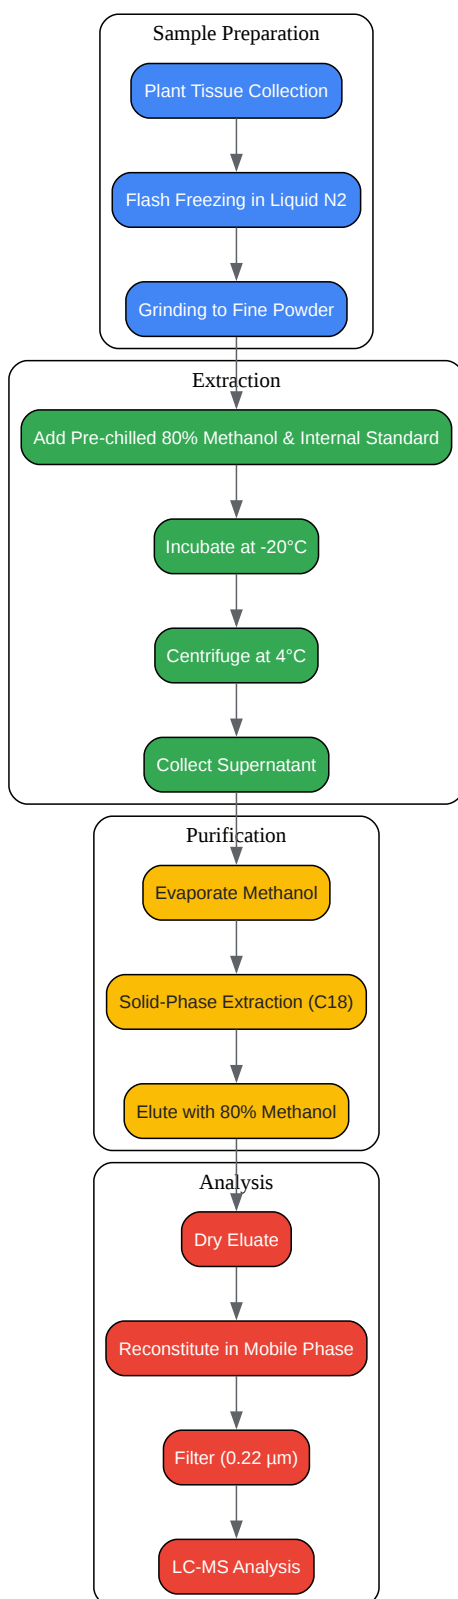 Sample Preparation
Plant Tissue Collection
Flash Freezing in Liquid N2
Grinding to Fine Powder
Extraction
Add Pre-chilled 80% Methanol & Internal Standard
Incubate at -20°C
Centrifuge at 4°C
Collect Supernatant
Purification
Evaporate Methanol
Solid-Phase Extraction (C18)
Elute with 80% Methanol
Analysis
Dry Eluate
Reconstitute in Mobile Phase
Filter (0.22 µm)
LC-MS Analysis